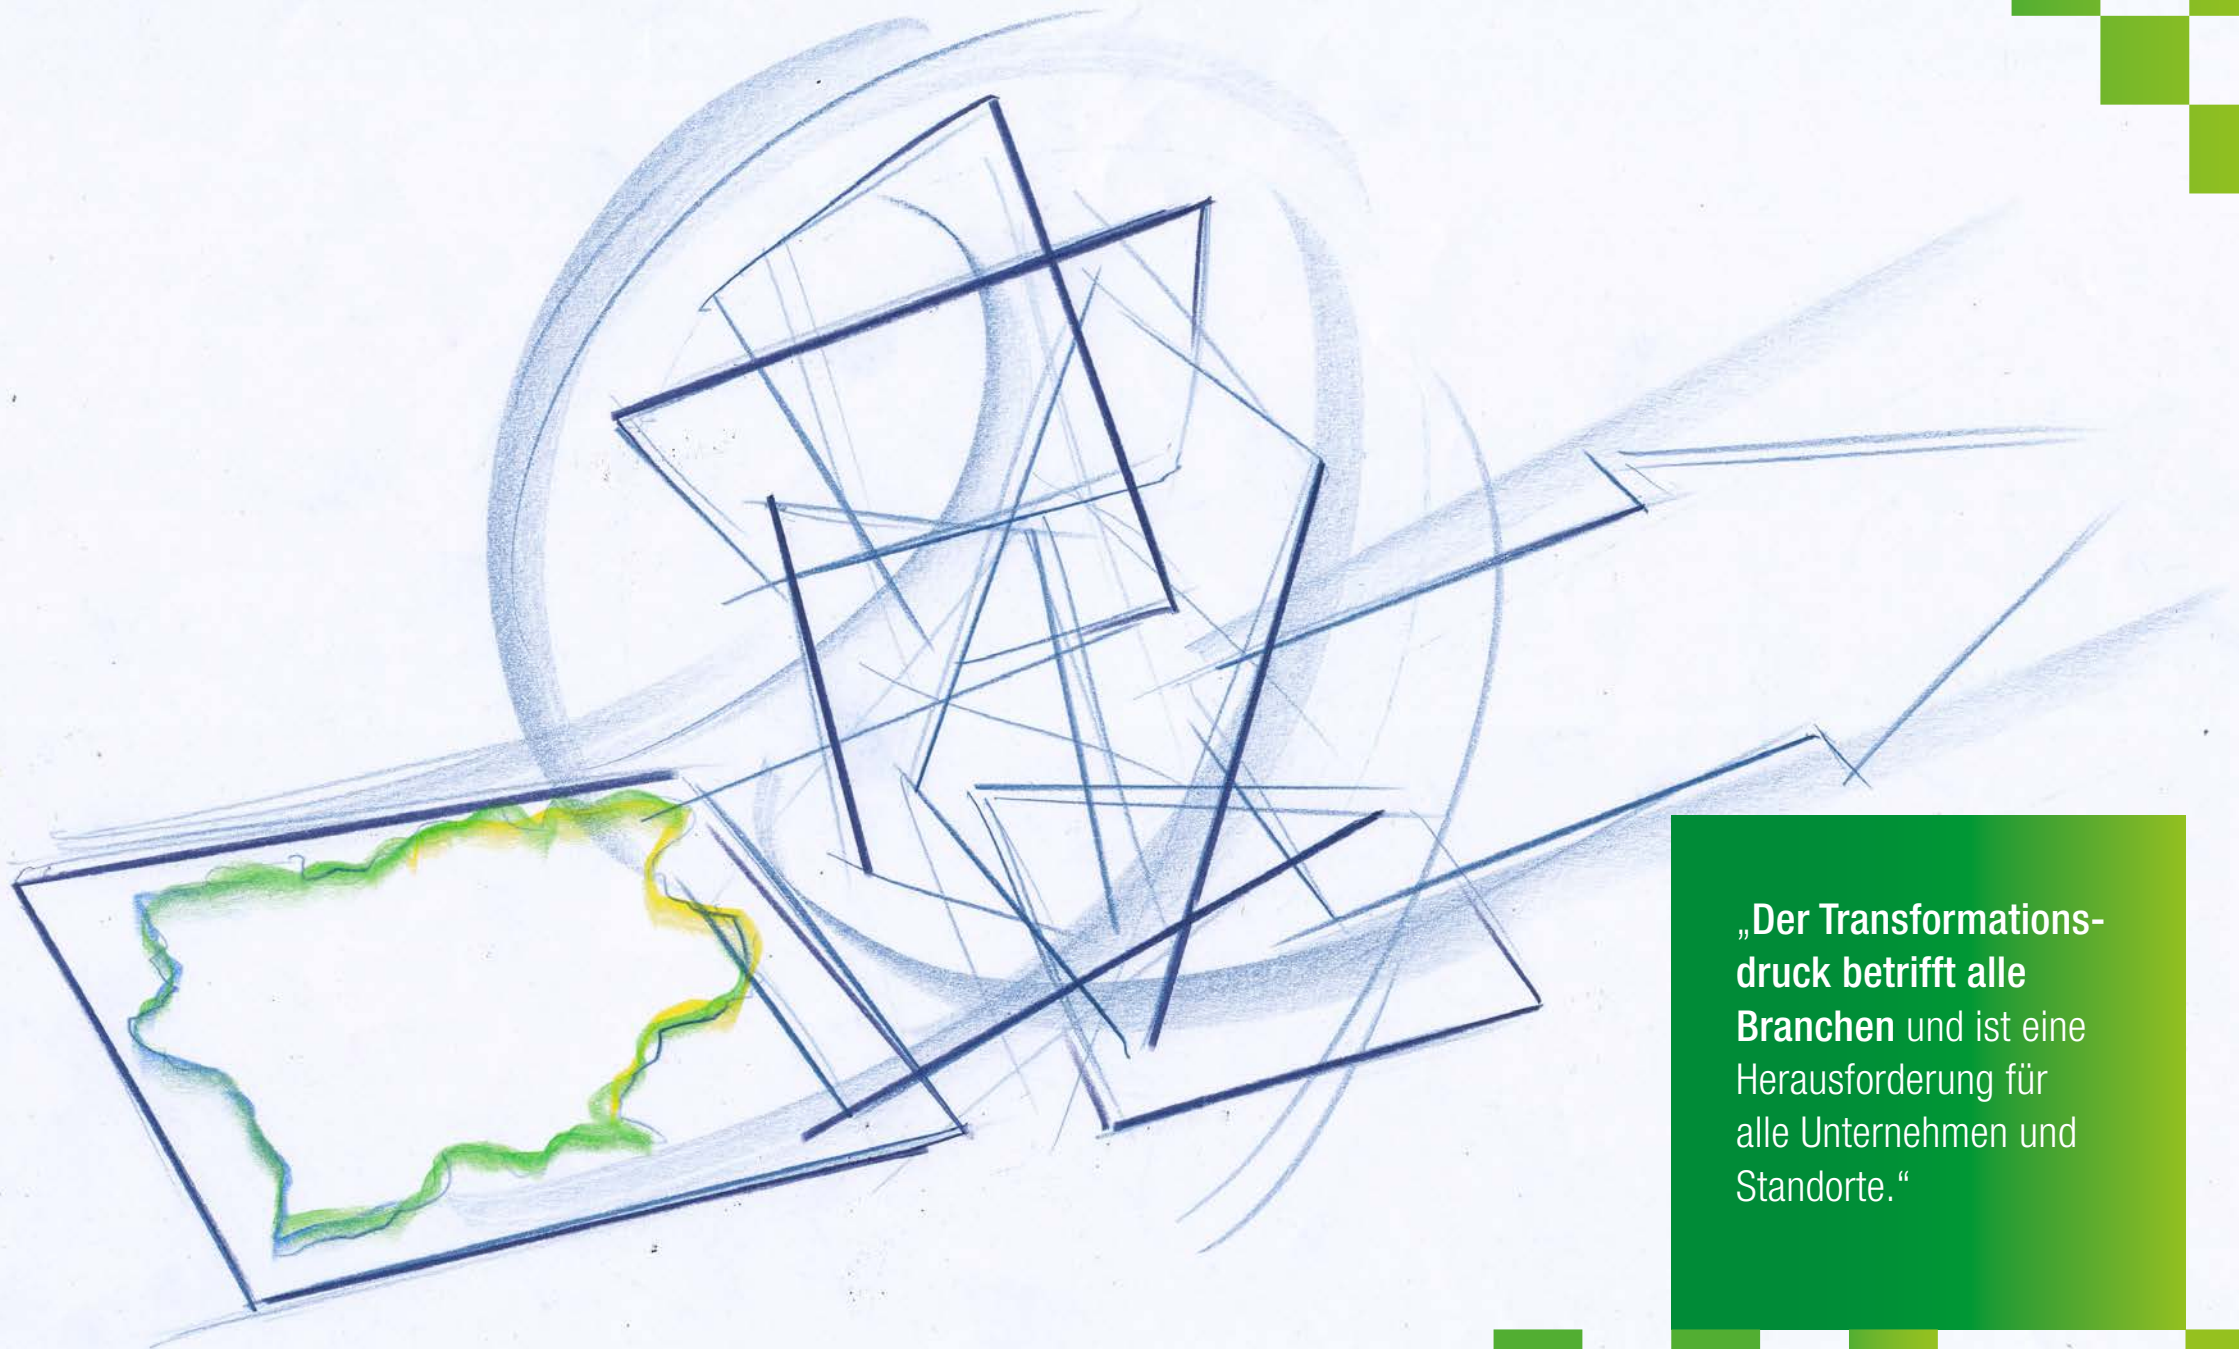 „Der Transformations-
druck betrifft alle
Branchen und ist eine
Herausforderung für
alle Unternehmen und
Standorte.“